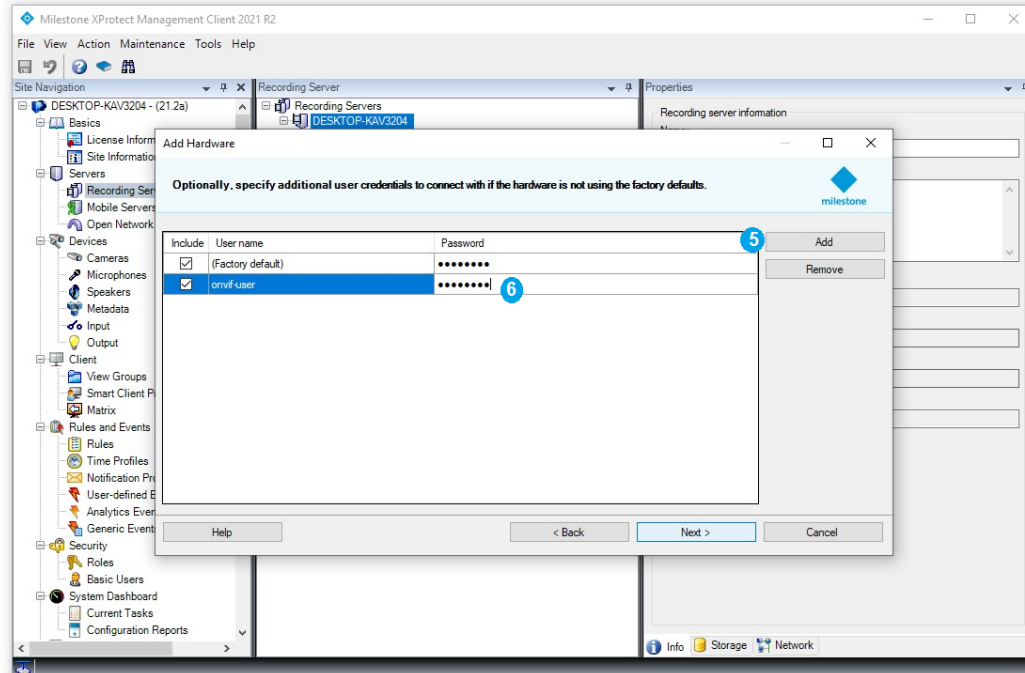 Milestone XProtect Management Client 2021 R2
File View Action Maintenance Tools Help
Site Navigation
DESKTOP-KAV3204 - (21.2a)
Basics
License Inform
Site Informatio
Servers
Recording Ser
Mobile Servers
Open Network
Devices
Cameras
Microphones
Speakers
Metadata
Input
Output
Client
View Groups
Smart Client P
Matrix
Rules and Events
Rules
Time Profiles
Notification Pro
User-defined E
Analytics Even
Generic Event
Security
Roles
Basic Users
System Dashboard
Current Tasks
Configuration Reports
Recording Server
Recording Servers
DESKTOP-KAV3204
Properties
Recording server information
Add Hardware
Optionally, specify additional user credentials to connect with if the hardware is not using the factory defaults.
milestone
Include User name Password
(Factory default) ••••••••
onvif-user ••••••••
6
5
Add
Remove
Help
< Back
Next >
Cancel
Info Storage Network